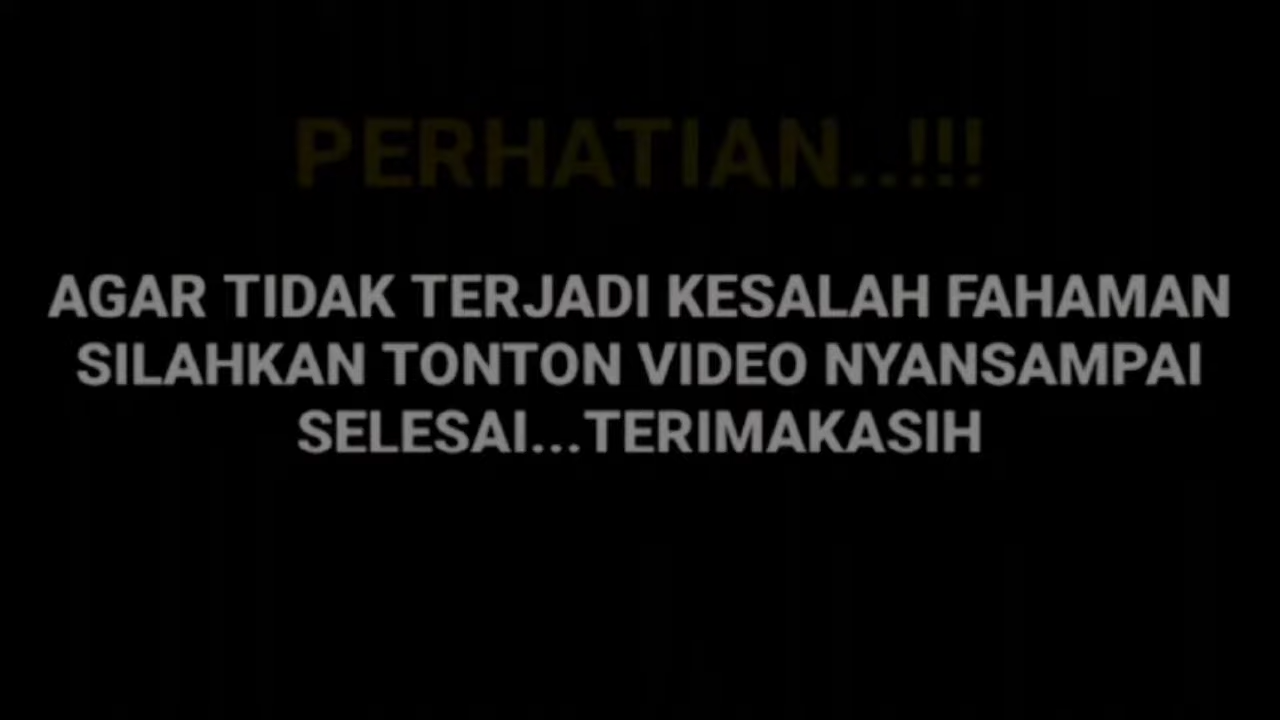 PERHATIAN..!!!
AGAR TIDAK TERJADI KESALAH FAHAMAN
SILAHKAN TONTON VIDEO NYANSAMPAI
SELESAI...TERIMAKASIH